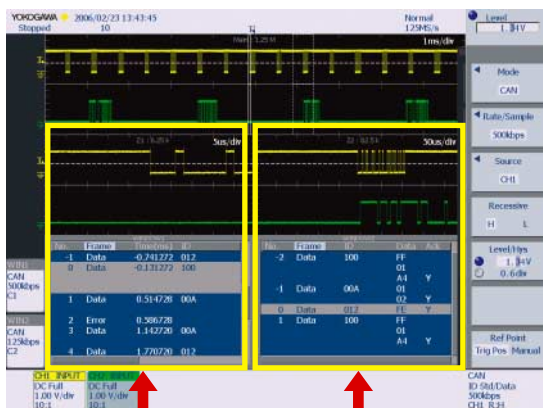 YOKOGAWA 2006/02/23 13:43:45
Stopped 10
Normal
125MS/s
Level
Main : 1.25 M
1ms/div
Mode
CAN
Rate/Sample
500kbps
Source
CH1
Recessive
H L
Level/Hys
0.6div
Ref Point
Trig Pos Manual
5us/div
50us/div
No. Frame Time(ms) ID
-1 Data -0.741272 012
0 Data -0.131272 100
1 Data 0.514728 00A
2 Error 0.586728
3 Data 1.142720 00A
4 Data 1.770720 012
No. Frame ID Data Ack
-2 Data 100 FF
01
A4 Y
-1 Data 00A 01
02 Y
0 Data 012 FE Y
1 Data 100 FF
01
A4 Y
CAN
500kbps
C1
CAN
125kbps
C2
CH1 INPUT
DC Full
1.00 V/div
10:1
DC Full
1.00 V/div
10:1
CAN
ID Std/Data
500kbps
CH1 R:H